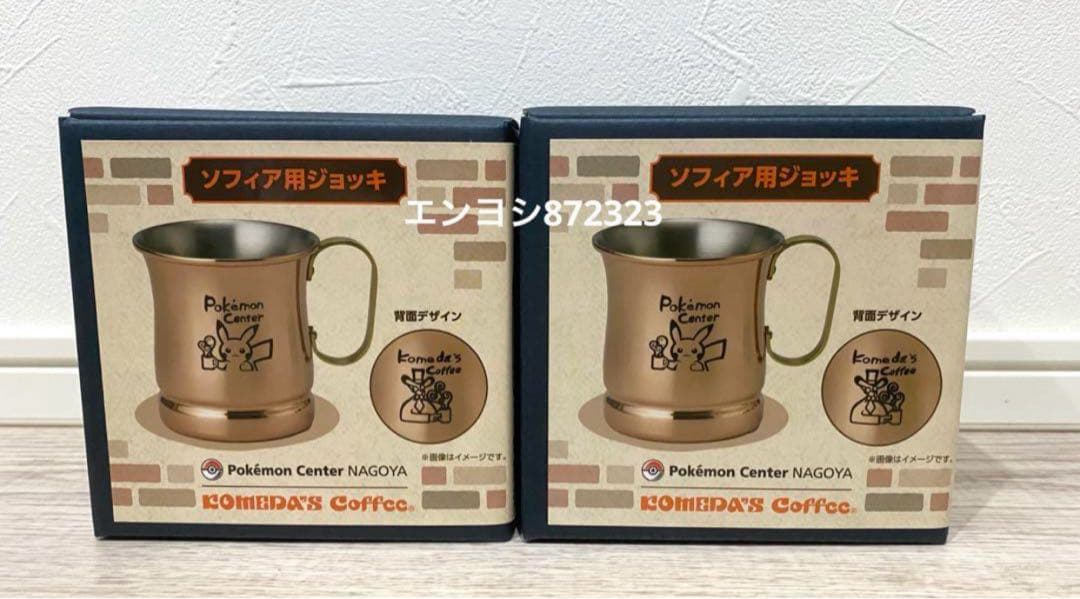 ソフィア用ジョッキ
Pokémon
Center
背面デザイン
Komeda's
Coffee
※画像はイメージです。
Pokémon Center NAGOYA
KOMEDA'S Coffee®
エンヨシ872323
ソフィア用ジョッキ
Pokémon
Center
背面デザイン
Komeda's
Coffee
※画像はイメージです。
Pokémon Center NAGOYA
KOMEDA'S Coffee®